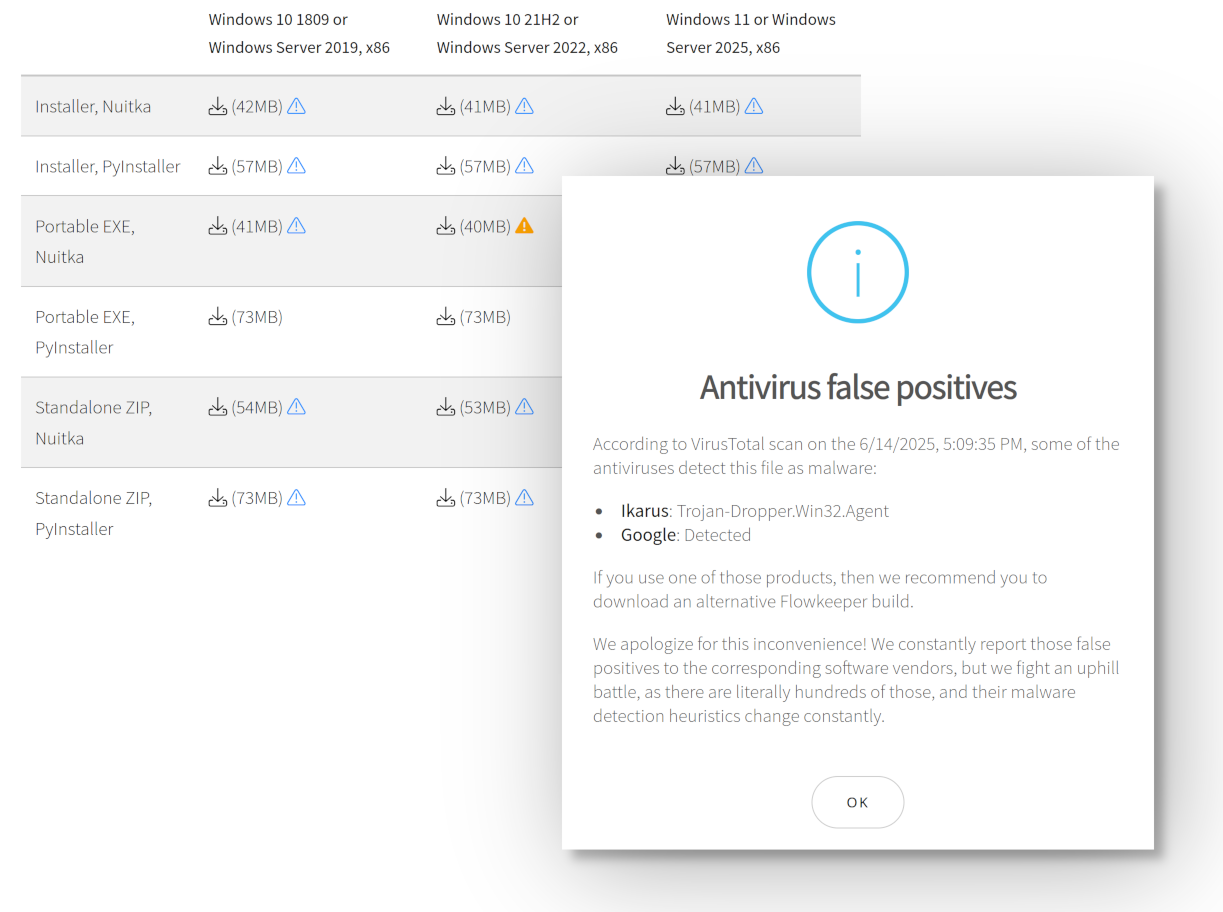 Windows 10 1809 or
Windows Server 2019, x86
Windows 10 21H2 or
Windows Server 2022, x86
Windows 11 or Windows
Server 2025, x86
Installer, Nuitka
(42MB)
(41MB)
(41MB)
Installer, PyInstaller
(57MB)
(57MB)
(57MB)
Portable EXE,
Nuitka
(41MB)
(40MB)
Portable EXE,
PyInstaller
(73MB)
(73MB)
Standalone ZIP,
Nuitka
(54MB)
(53MB)
Standalone ZIP,
PyInstaller
(73MB)
(73MB)
Antivirus false positives
According to VirusTotal scan on the 6/14/2025, 5:09:35 PM, some of the
antiviruses detect this file as malware:
• Ikarus: Trojan-Dropper.Win32.Agent
• Google: Detected
If you use one of those products, then we recommend you to
download an alternative Flowkeeper build.
We apologize for this inconvenience! We constantly report those false
positives to the corresponding software vendors, but we fight an uphill
battle, as there are literally hundreds of those, and their malware
detection heuristics change constantly.
OK